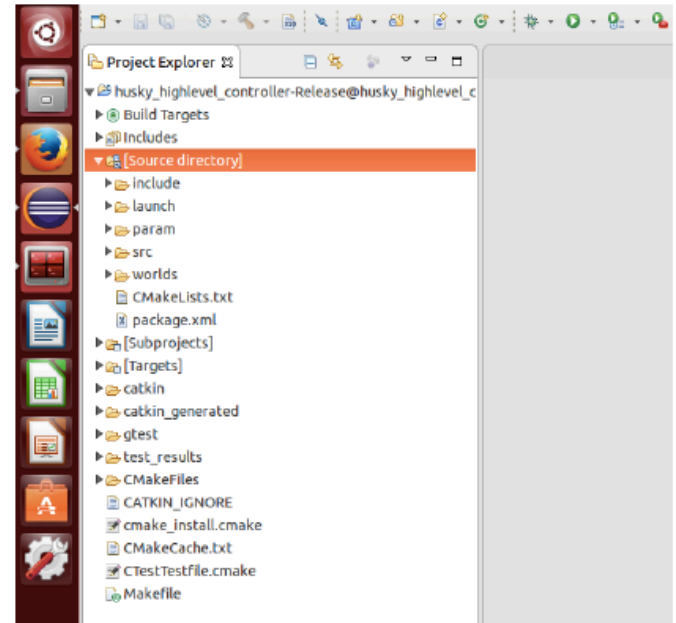 Project Explorer
husky_highlevel_controller-Release@husky_highlevel_c
Build Targets
Includes
[Source directory]
include
launch
param
src
worlds
CMakeLists.txt
package.xml
[Subprojects]
[Targets]
catkin
catkin_generated
gtest
test_results
CMakeFiles
CATKIN_IGNORE
cmake_install.cmake
CMakeCache.txt
CTestTestfile.cmake
Makefile